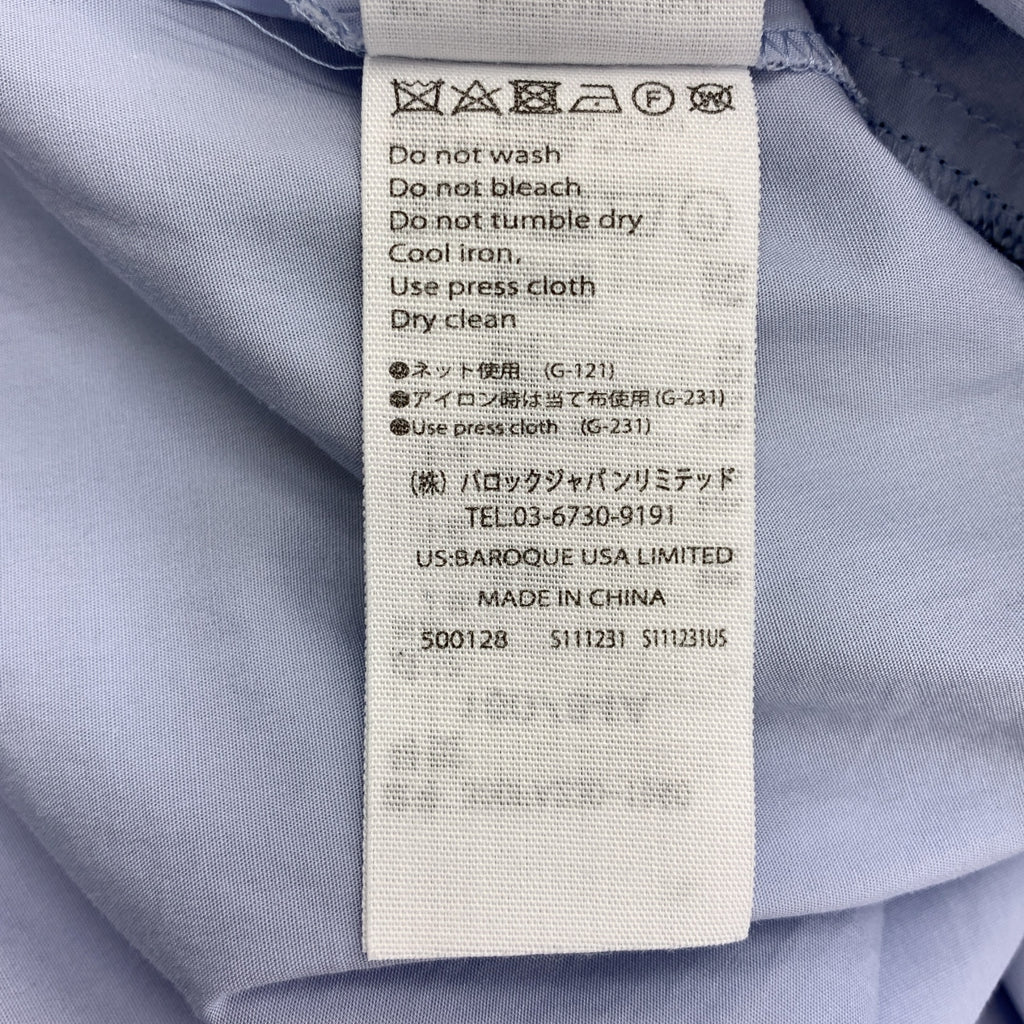 F W
Do not wash
Do not bleach
Do not tumble dry
Cool iron,
Use press cloth
Dry clean
●ネット使用 (G-121)
●アイロン時は当て布使用 (G-231)
●Use press cloth (G-231)
(株) バロックジャパンリミテッド
TEL.03-6730-9191
US:BAROQUE USA LIMITED
MADE IN CHINA
500128 S111231 S111231US